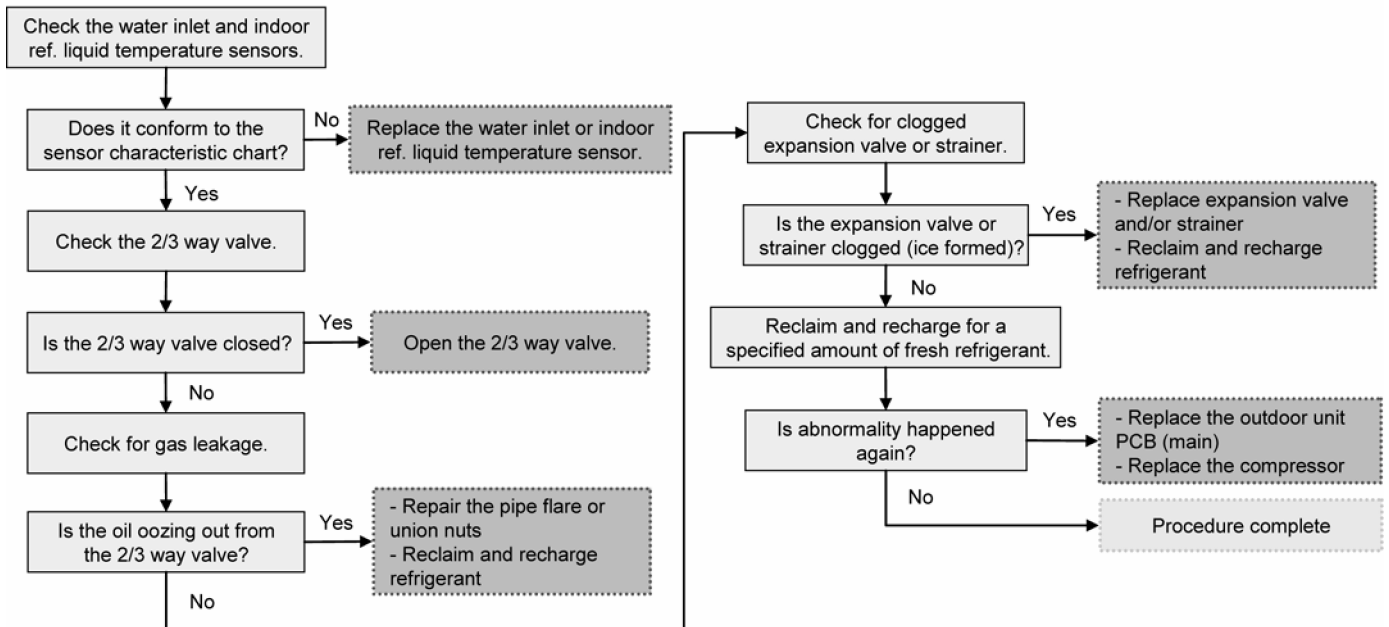 Check the water inlet and indoor
ref. liquid temperature sensors.
Does it conform to the
sensor characteristic chart?
No
Replace the water inlet or indoor
ref. liquid temperature sensor.
Yes
Check the 2/3 way valve.
Is the 2/3 way valve closed?
Yes
Open the 2/3 way valve.
No
Check for gas leakage.
Is the oil oozing out from
the 2/3 way valve?
Yes
- Repair the pipe flare or
union nuts
- Reclaim and recharge
refrigerant
No
Check for clogged
expansion valve or strainer.
Is the expansion valve or
strainer clogged (ice formed)?
Yes
- Replace expansion valve
and/or strainer
- Reclaim and recharge
refrigerant
No
Reclaim and recharge for a
specified amount of fresh refrigerant.
Is abnormality happened
again?
Yes
- Replace the outdoor unit
PCB (main)
- Replace the compressor
No
Procedure complete